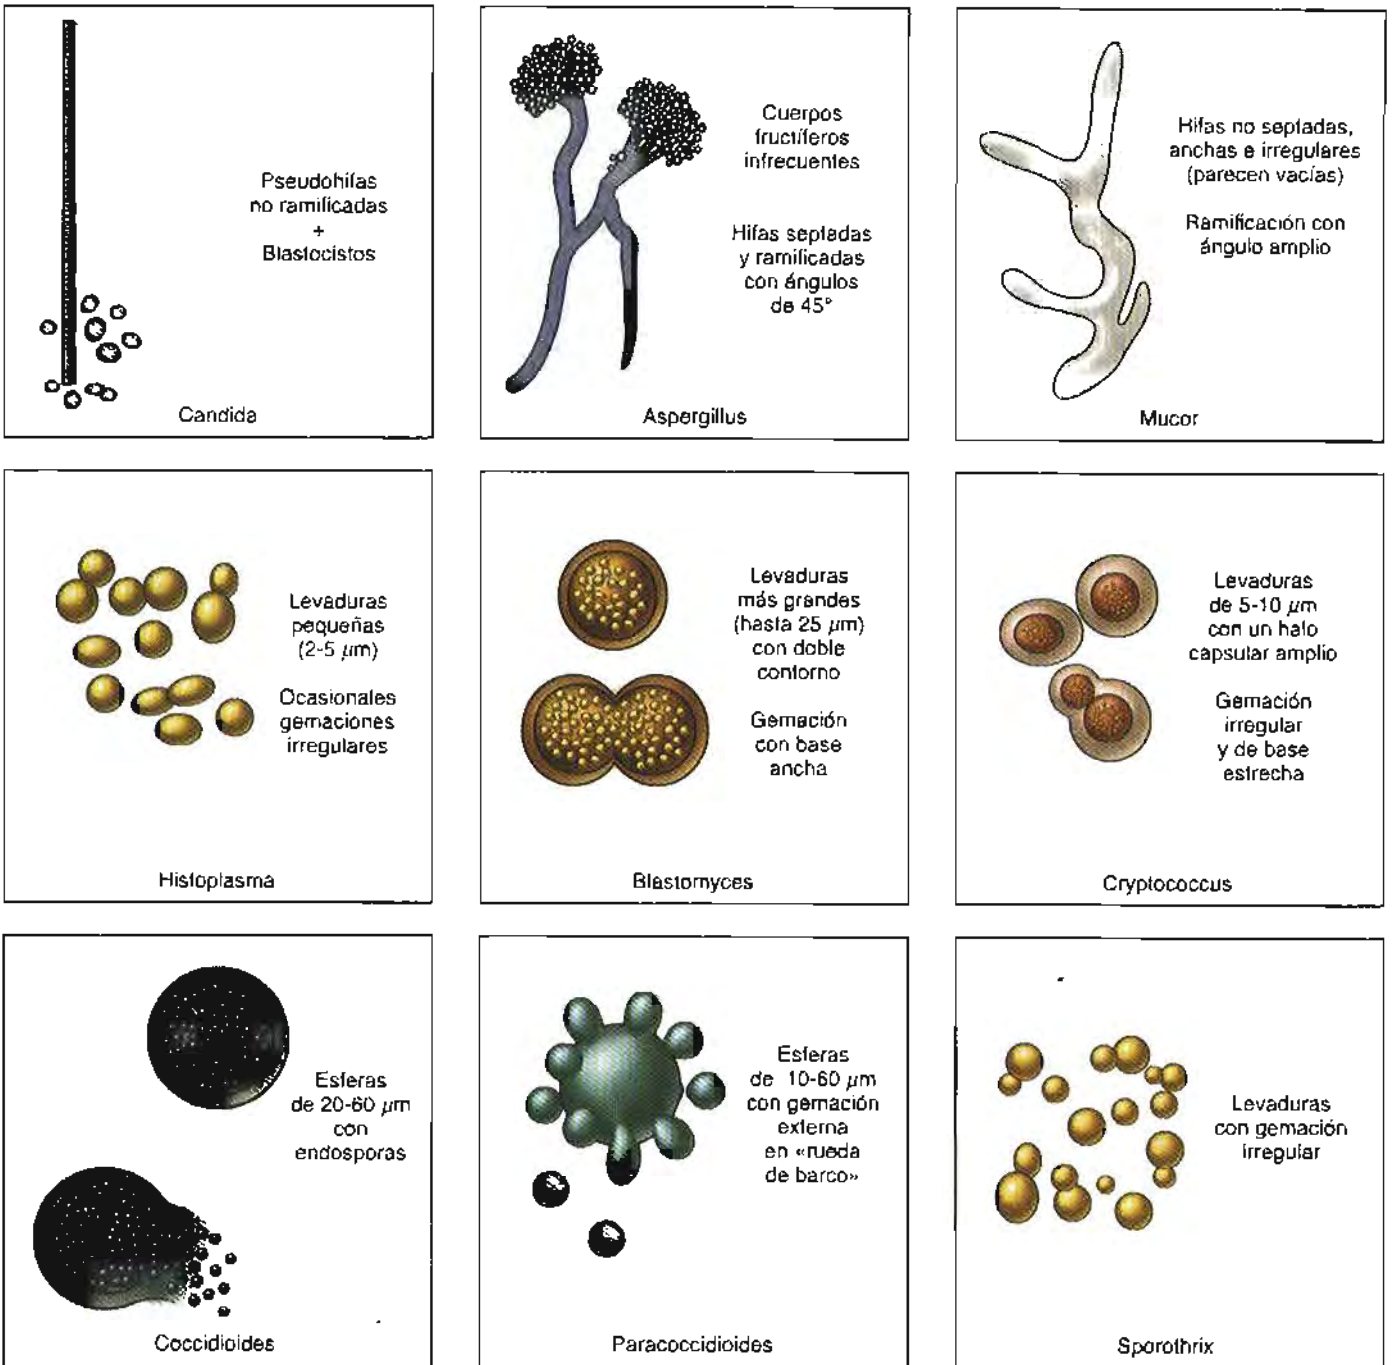 Pseudohifas
no ramificadas
+
Blastocistos
Candida
Cuerpos
fructíferos
infrecuentes
Hifas septadas
y ramificadas
con ángulos
de 45°
Aspergillus
Hifas no septadas,
anchas e irregulares
(parecen vacías)
Ramificación con
ángulo amplio
Mucor
Levaduras
pequeñas
(2-5 μm)
Ocasionales
gemaciones
irregulares
Histoplasma
Levaduras
más grandes
(hasta 25 μm)
con doble
contorno
Gemación
con base
ancha
Blastomyces
Levaduras
de 5-10 μm
con un halo
capsular amplio
Gemación
irregular
y de base
estrecha
Cryptococcus
Esferas
de 20-60 μm
con
endosporas
Coccidioides
Esferas
de 10-60 μm
con gemación
externa
en «rueda
de barco»
Paracoccidioides
Levaduras
con gemación
irregular
Sporothrix